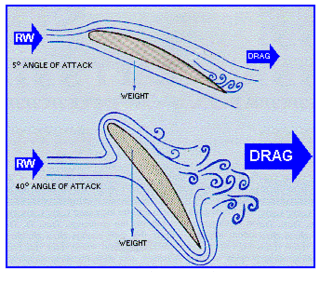 RW
DRAG
5° ANGLE OF ATTACK
WEIGHT
RW
DRAG
40° ANGLE OF ATTACK
WEIGHT